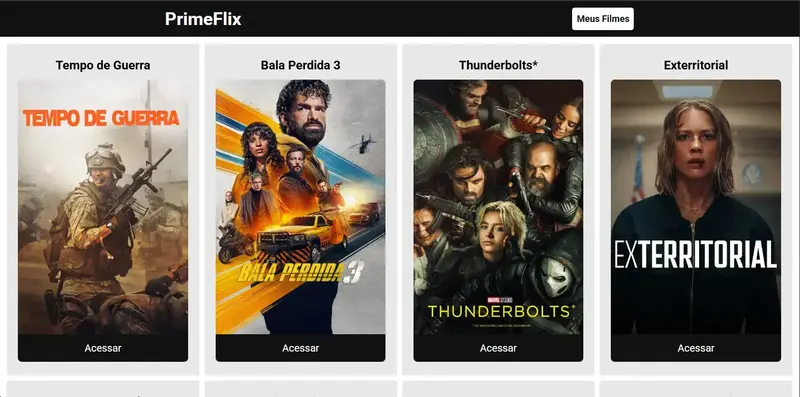 PrimeFlix
Meus Filmes
Tempo de Guerra
Bala Perdida 3
Thunderbolts*
Exterritorial
TEMPO DE GUERRA
BALA PERDIDA 3
EXTERRITORIAL
MARVEL STUDIOS
THUNDERBOLTS*
Acessar
Acessar
Acessar
Acessar